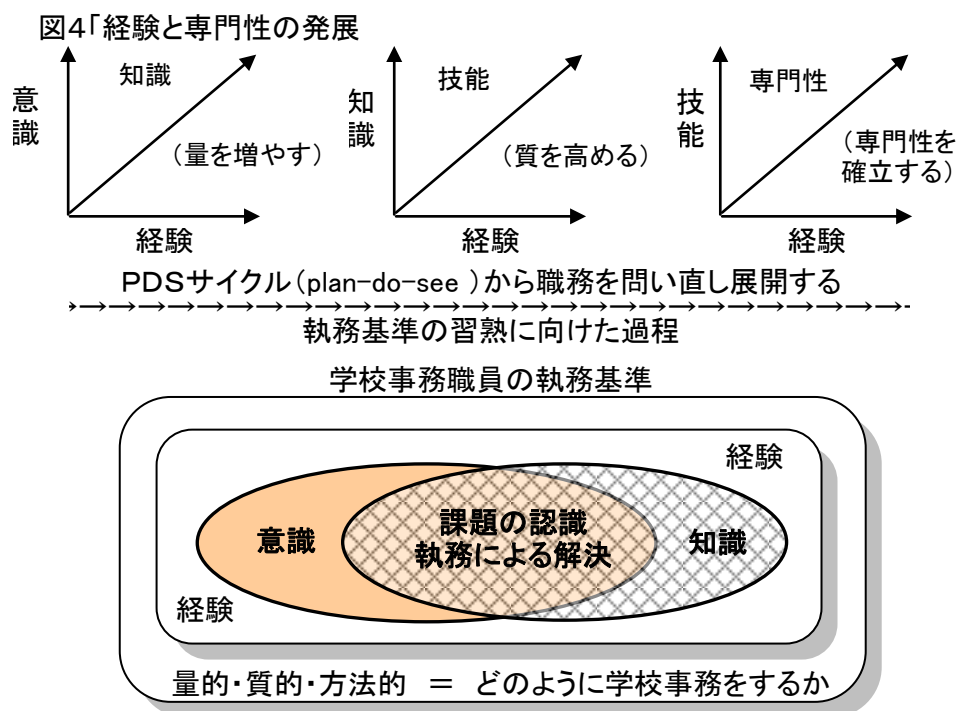 図4「経験と専門性の発展
意識
知識
(量を増やす)
経験
知識
技能
(質を高める)
経験
技能
専門性
(専門性を
確立する)
経験
PDSサイクル(plan-do-see )から職務を問い直し展開する
執務基準の習熟に向けた過程
学校事務職員の執務基準
経験
意識
課題の認識
執務による解決
知識
経験
量的・質的・方法的 = どのように学校事務をするか